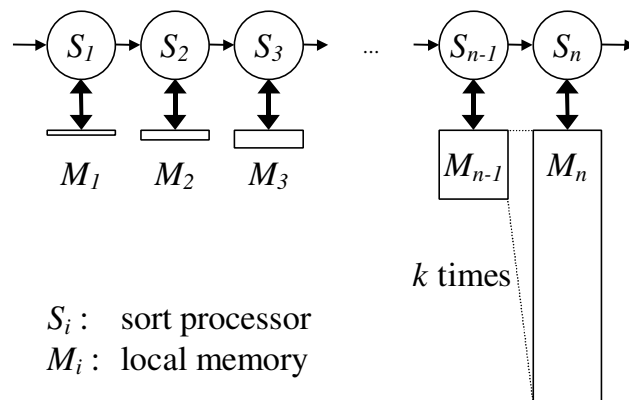 S1 S2 S3 ... Sn-1 Sn
M1 M2 M3 Mn-1 Mn
k times
Si : sort processor
Mi : local memory